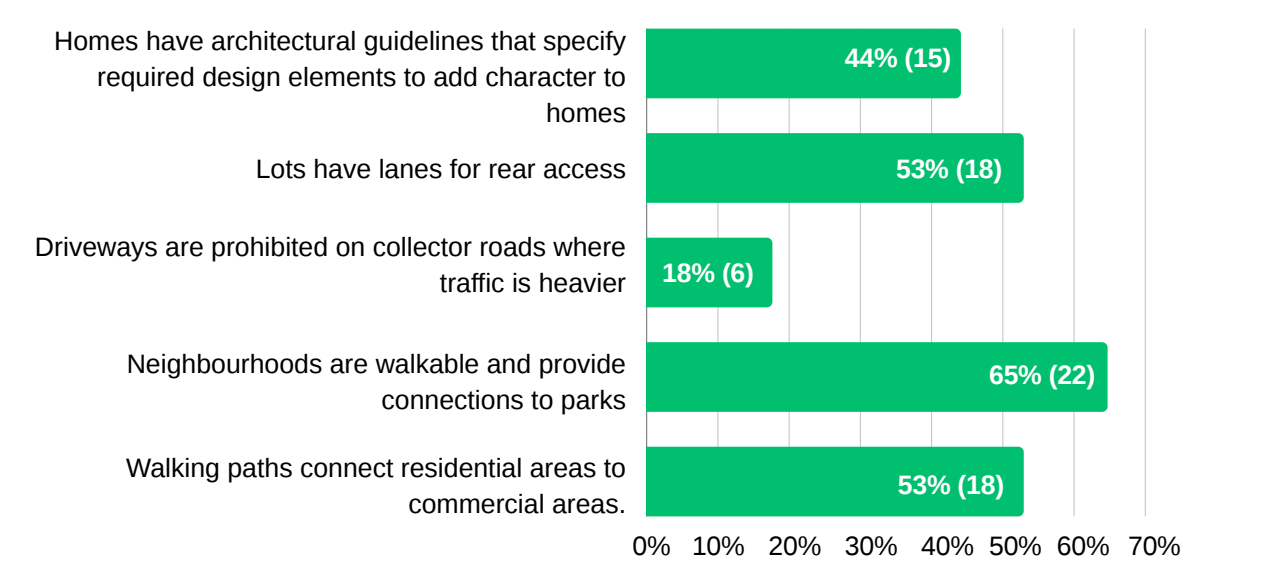 Homes have architectural guidelines that specify
required design elements to add character to
homes
44% (15)
Lots have lanes for rear access
53% (18)
Driveways are prohibited on collector roads where
traffic is heavier
18% (6)
Neighbourhoods are walkable and provide
connections to parks
65% (22)
Walking paths connect residential areas to
commercial areas.
53% (18)
0% 10% 20% 30% 40% 50% 60% 70%